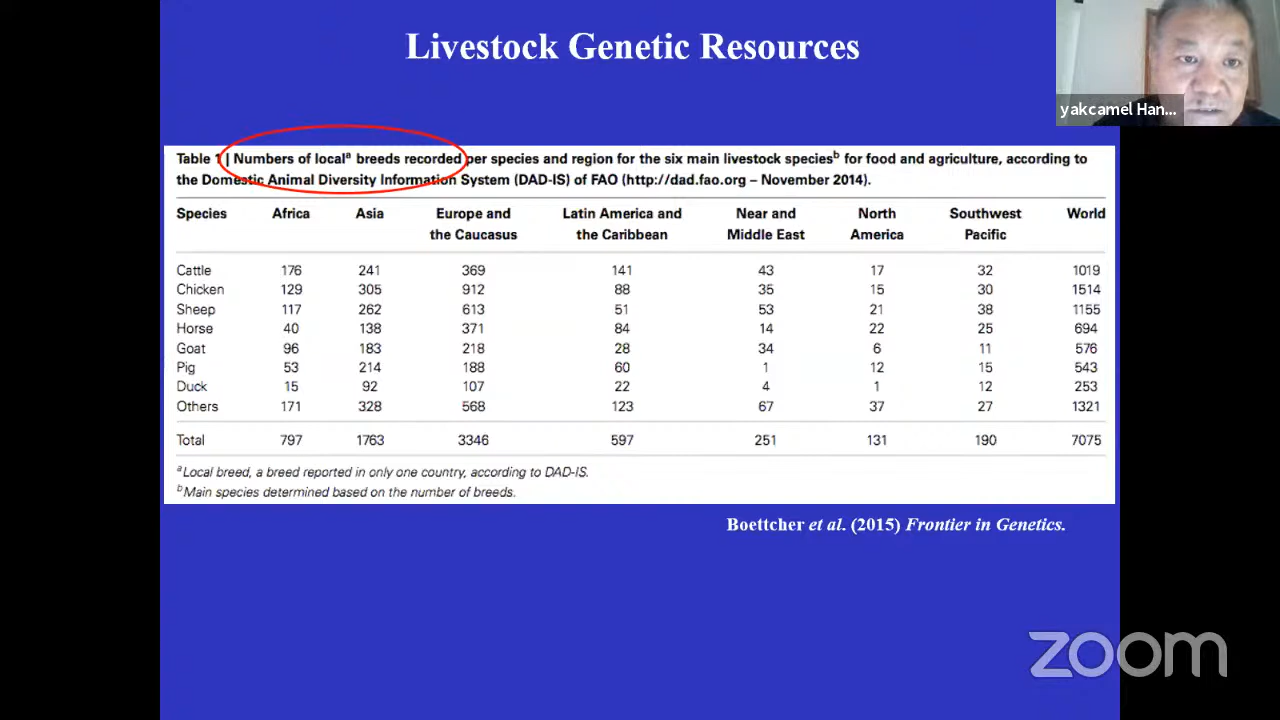 Livestock Genetic Resources
yakcamel Han...
Table 1 | Numbers of localᵃ breeds recorded per species and region for the six main livestock speciesᵇ for food and agriculture, according to
the Domestic Animal Diversity Information System (DAD-IS) of FAO (http://dad.fao.org – November 2014).
Species Africa Asia Europe and the Caucasus Latin America and the Caribbean Near and Middle East North America Southwest Pacific World
Cattle 176 241 369 141 43 17 32 1019
Chicken 129 305 912 88 35 15 30 1514
Sheep 117 262 613 51 53 21 38 1155
Horse 40 138 371 84 14 22 25 694
Goat 96 183 218 28 34 6 11 576
Pig 53 214 188 60 1 12 15 543
Duck 15 92 107 22 4 1 12 253
Others 171 328 568 123 67 37 27 1321
Total 797 1763 3346 597 251 131 190 7075
ᵃLocal breed, a breed reported in only one country, according to DAD-IS.
ᵇMain species determined based on the number of breeds.
Boettcher et al. (2015) Frontier in Genetics.
zoom